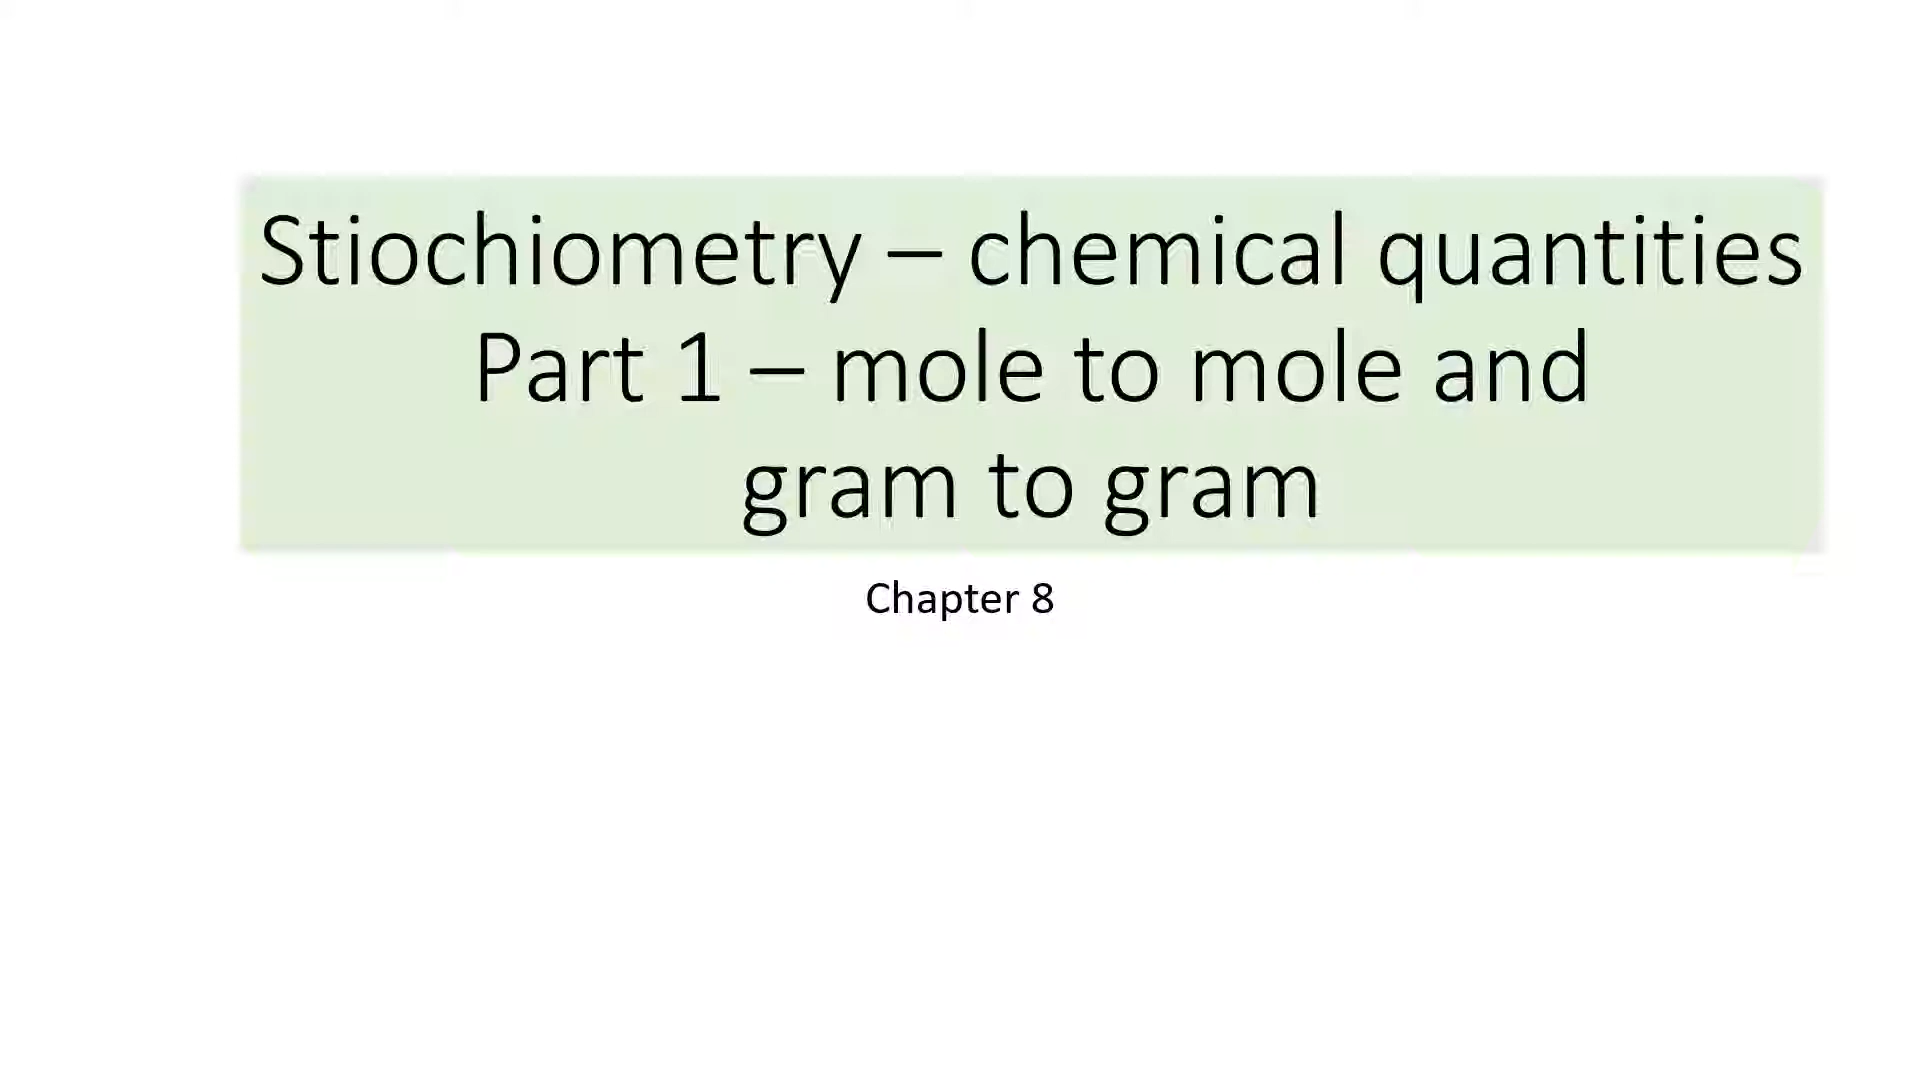 Stiochiometry – chemical quantities
Part 1 – mole to mole and
gram to gram
Chapter 8